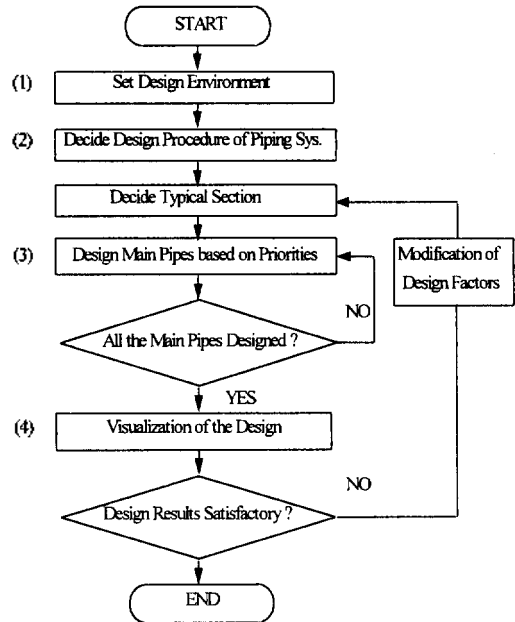 START
(1) Set Design Environment
(2) Decide Design Procedure of Piping Sys.
Decide Typical Section
(3) Design Main Pipes based on Priorities
Modification of
Design Factors
NO
All the Main Pipes Designed ?
YES
(4) Visualization of the Design
NO
Design Results Satisfactory ?
END